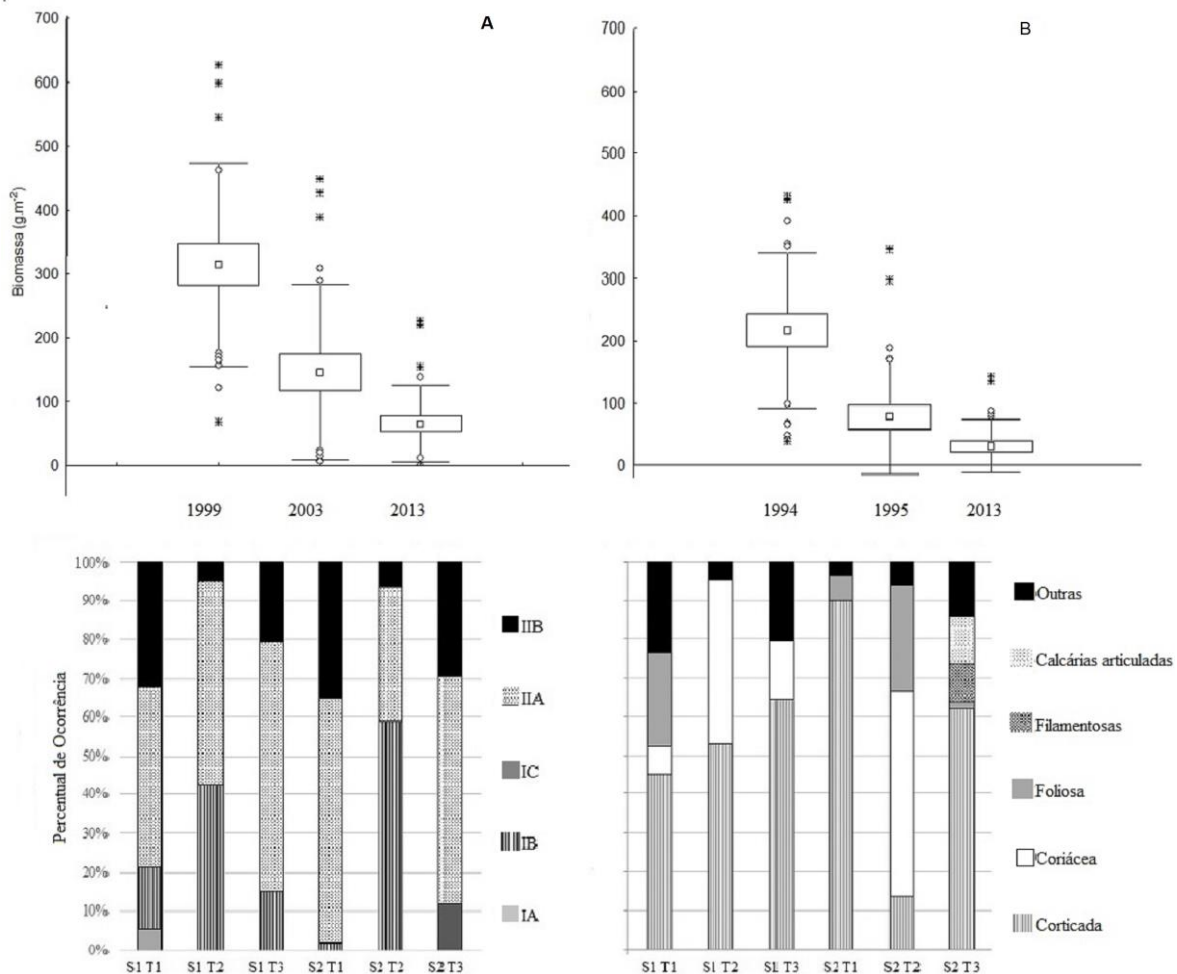 A
700
600
500
400
300
200
100
0
Biomassa (g.m-2)
1999 2003 2013
B
700
600
500
400
300
200
100
0
1994 1995 2013
100%
90%
80%
70%
60%
50%
40%
30%
20%
10%
0%
Percentual de Ocorrência
S1 T1 S1 T2 S1 T3 S2 T1 S2 T2 S2 T3
IIB
IIA
IC
IB
IA
S1 T1 S1 T2 S1 T3 S2 T1 S2 T2 S2 T3
Outras
Calcárias articuladas
Filamentosas
Foliosa
Coriácea
Corticada